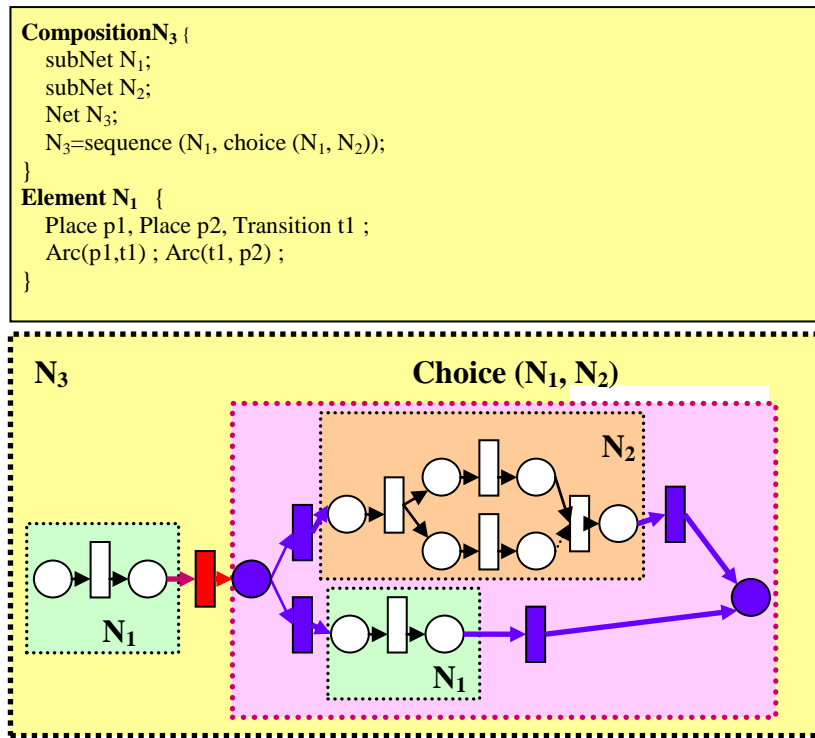 CompositionN₃ {
subNet N₁;
subNet N₂;
Net N₃;
N₃=sequence (N₁, choice (N₁, N₂));
}
Element N₁ {
Place p1, Place p2, Transition t1 ;
Arc(p1,t1) ; Arc(t1, p2) ;
}
N₃
Choice (N₁, N₂)
N₂
N₁
N₁